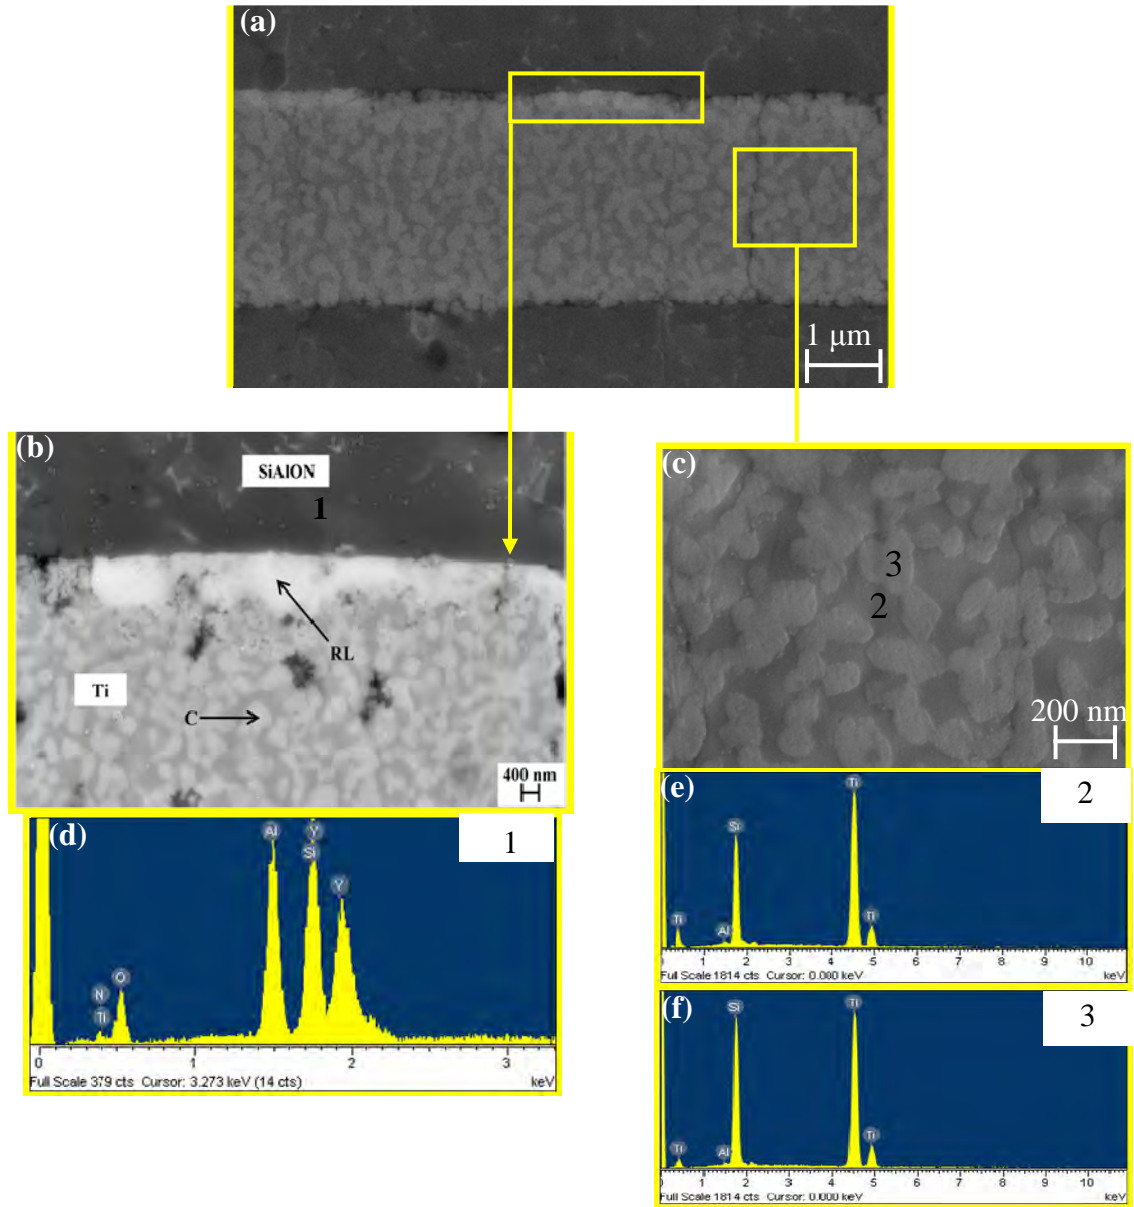 (a)
1 µm
(b)
SiAlON
1
RL
Ti
C
400 nm
(c)
3
2
200 nm
(d)
1
Al
Y
Si
Y
N
O
Ti
0 1 2 3
Full Scale 379 cts Cursor: 3.273 keV (14 cts) keV
(e)
2
Ti
Si
Ti
Al
Ti
0 1 2 3 4 5 6 7 8 9 10
Full Scale 1814 cts Cursor: 0.000 keV keV
(f)
3
Si
Ti
Ti
Al
Ti
0 1 2 3 4 5 6 7 8 9 10
Full Scale 1814 cts Cursor: 0.000 keV keV